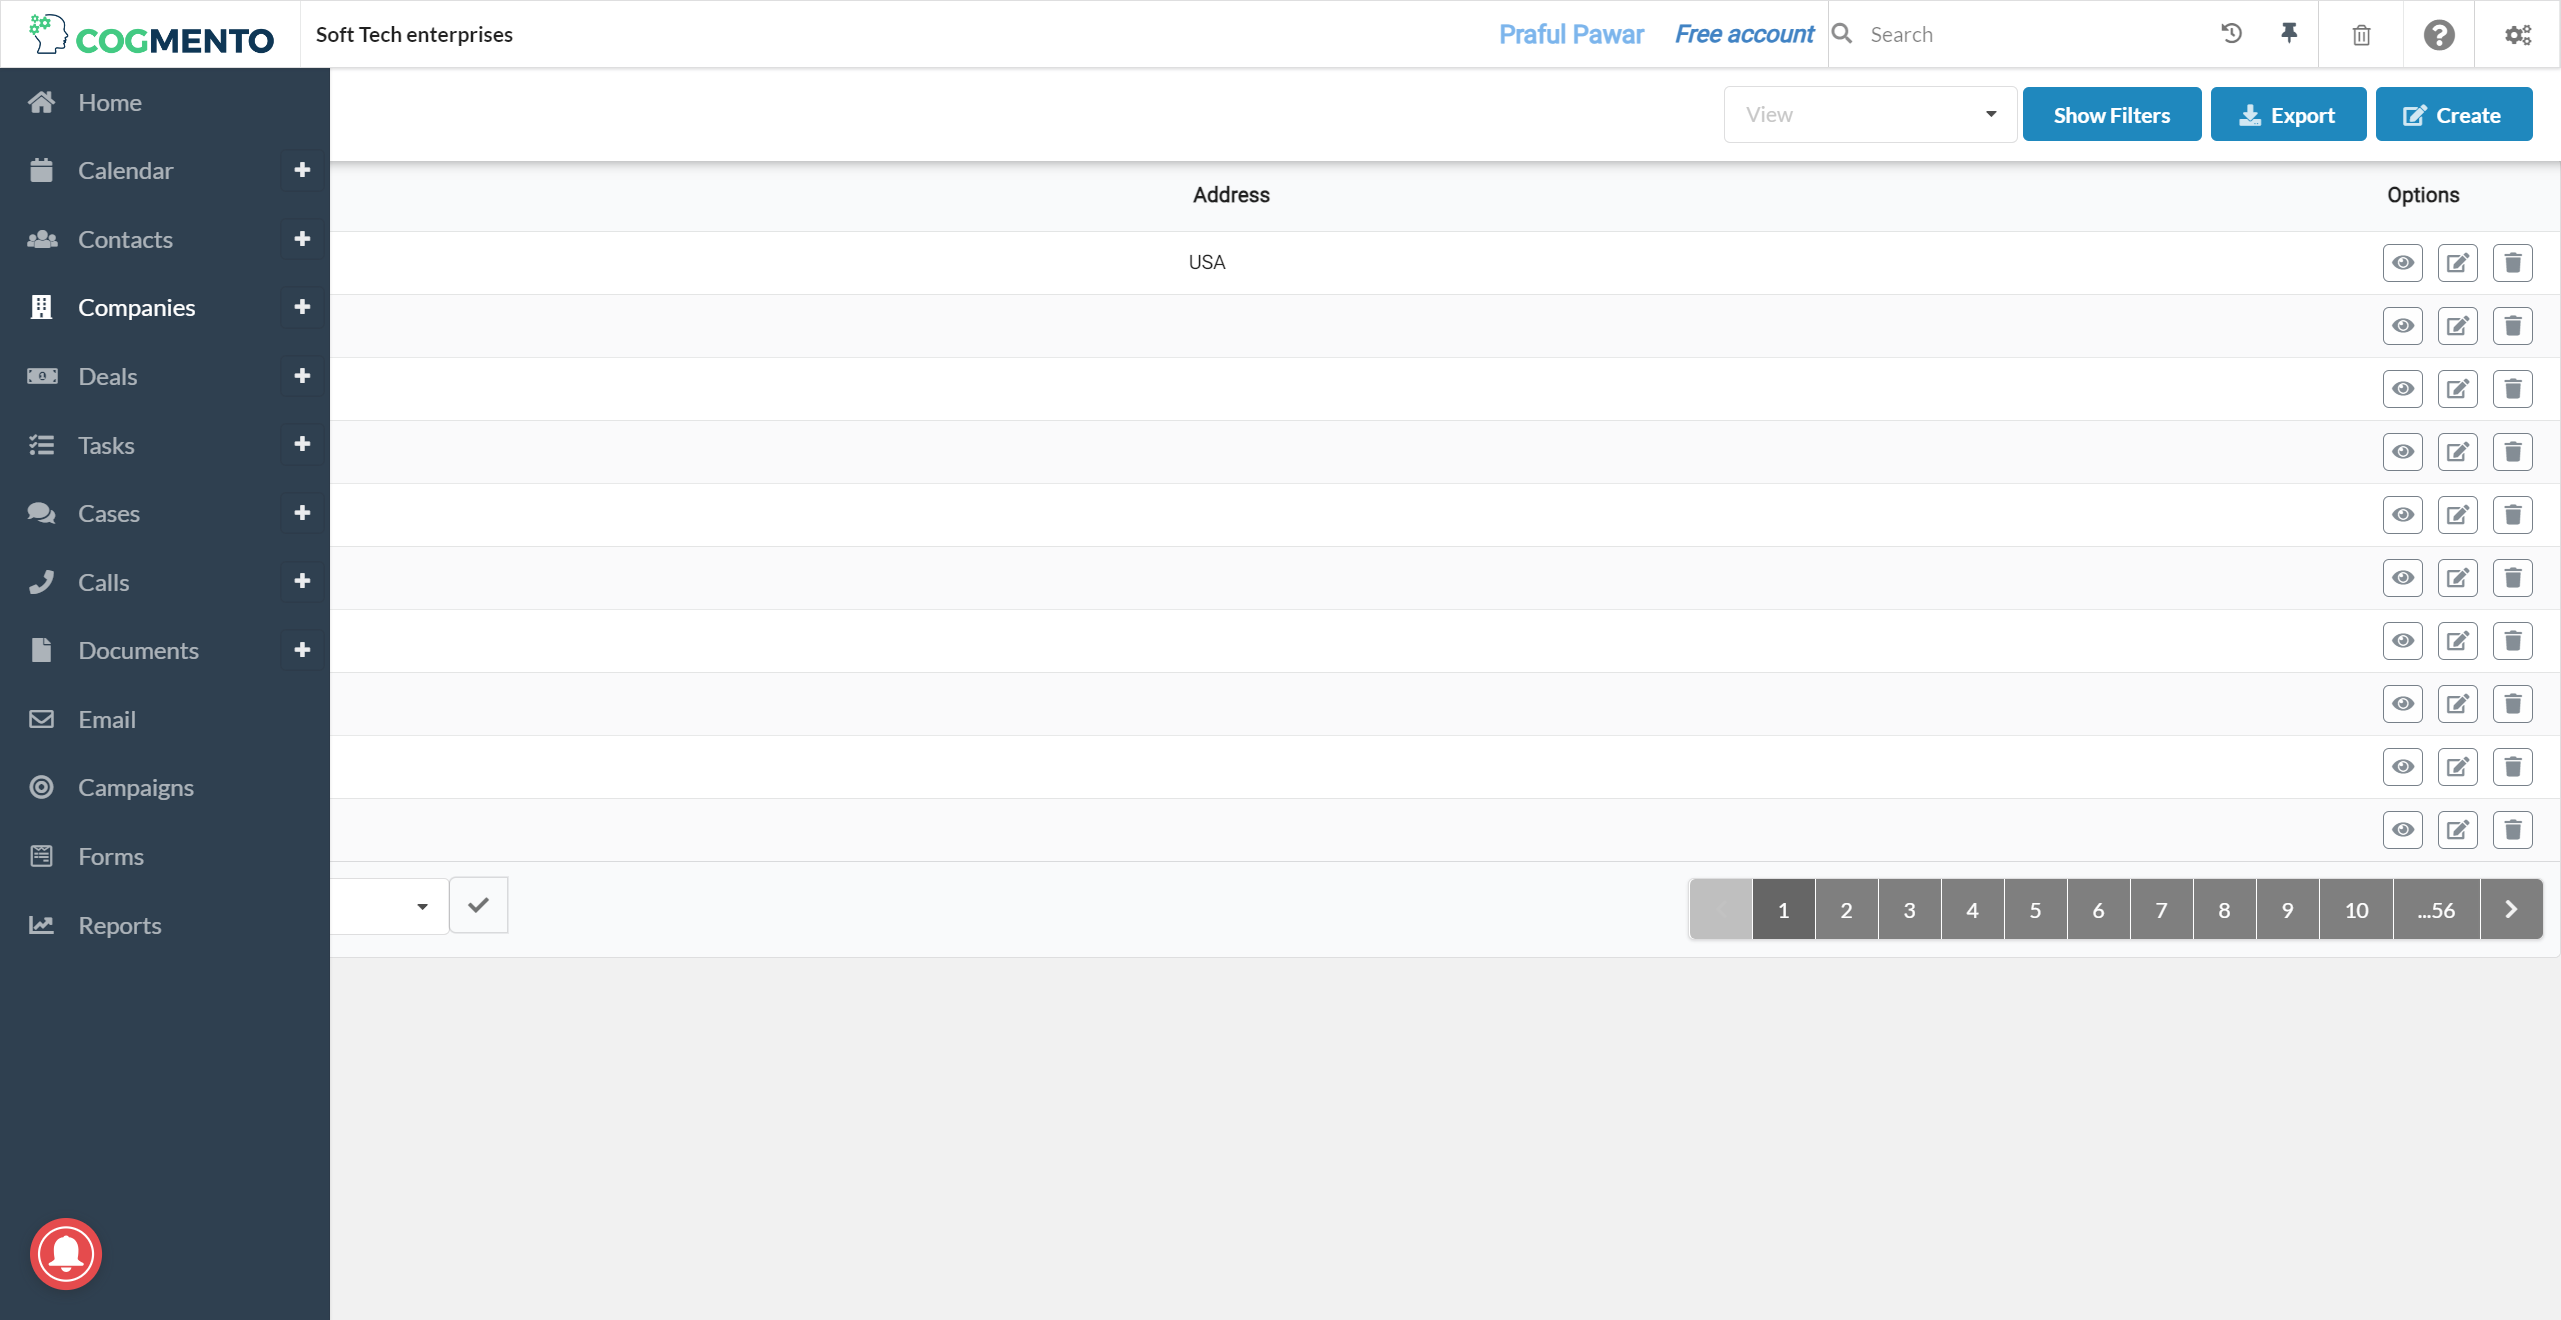 COGMENTO
Soft Tech enterprises
Praful Pawar
Free account
Search
Home
Calendar
Contacts
Companies
Deals
Tasks
Cases
Calls
Documents
Email
Campaigns
Forms
Reports
View
Show Filters
Export
Create
Address
Options
USA
1
2
3
4
5
6
7
8
9
10
...56